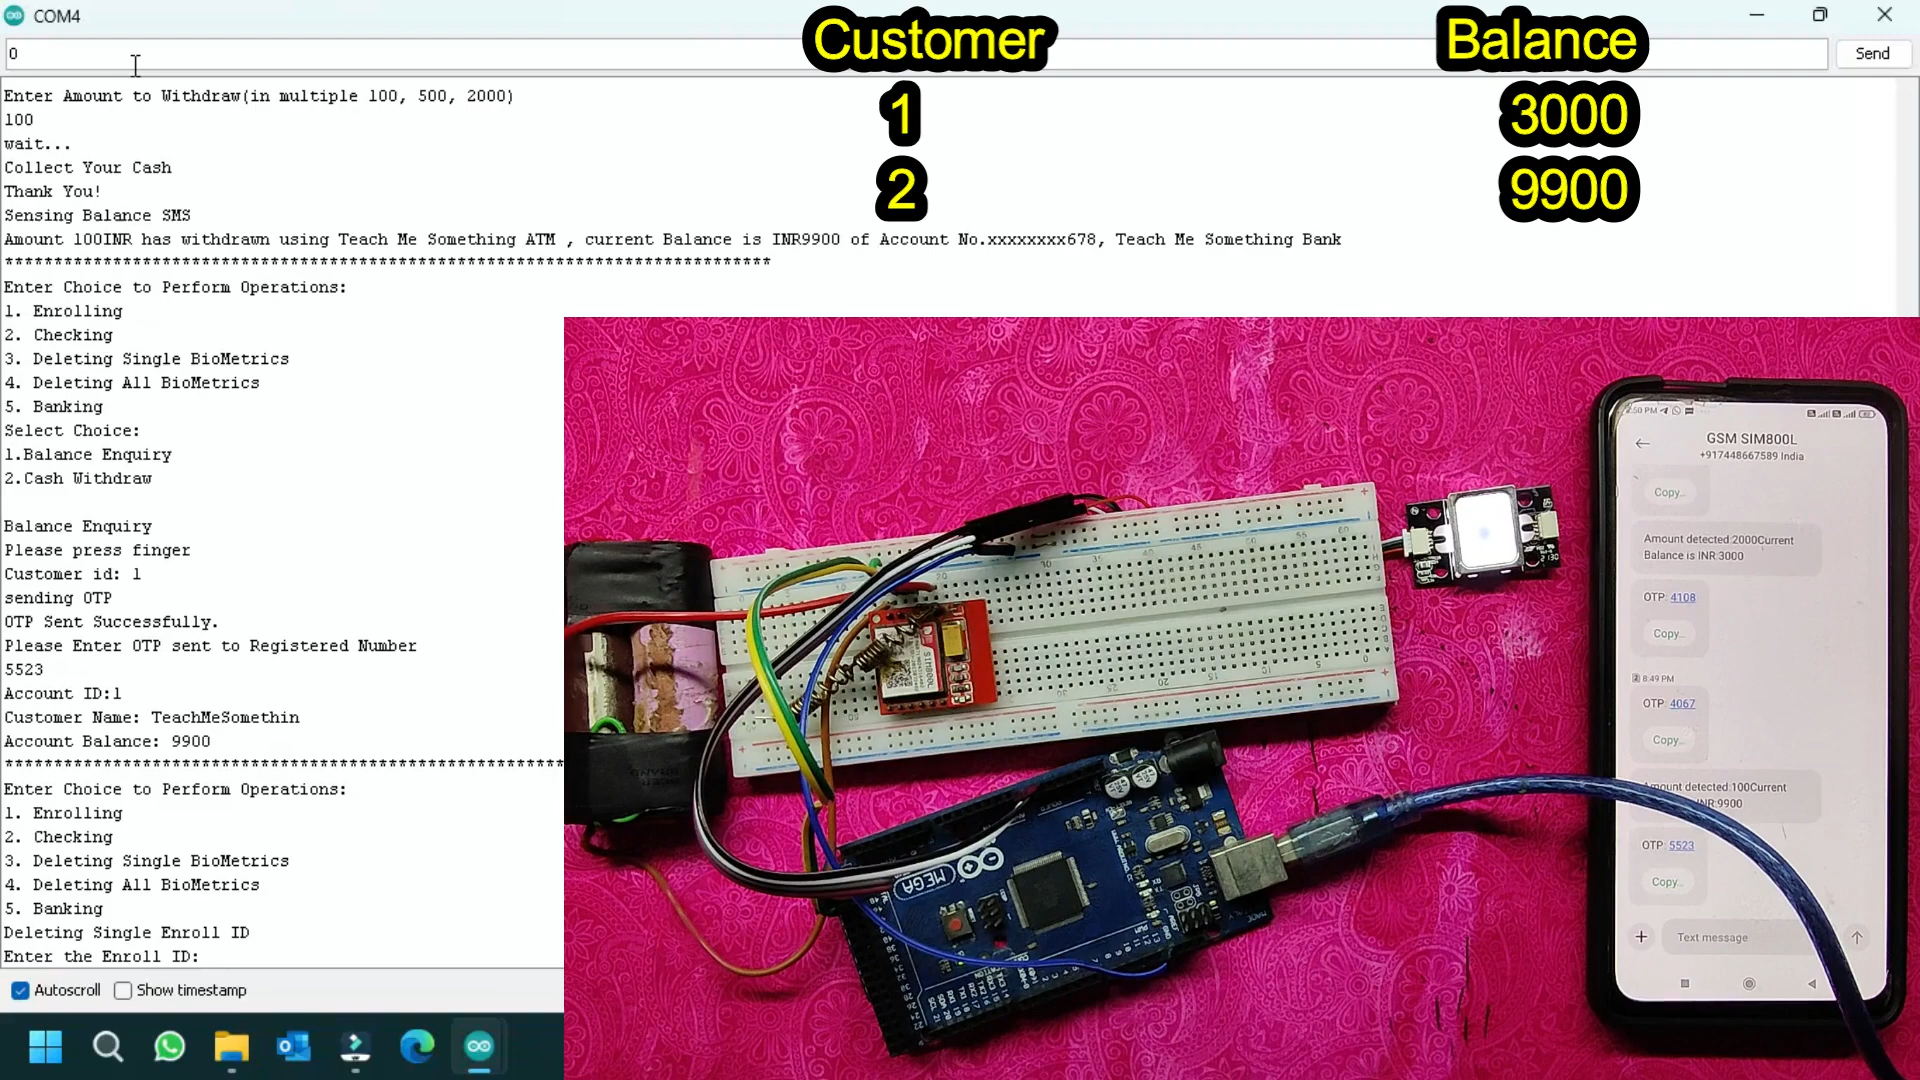 COM4
0
Send
Customer Balance
1 3000
2 9900
Enter Amount to Withdraw(in multiple 100, 500, 2000)
100
wait...
Collect Your Cash
Thank You!
Sensing Balance SMS
Amount 100INR has withdrawn using Teach Me Something ATM , current Balance is INR9900 of Account No.xxxxxxxx678, Teach Me Something Bank
*******************************************************************************
Enter Choice to Perform Operations:
1. Enrolling
2. Checking
3. Deleting Single BioMetrics
4. Deleting All BioMetrics
5. Banking
Select Choice:
1.Balance Enquiry
2.Cash Withdraw
Balance Enquiry
Please press finger
Customer id: 1
sending OTP
OTP Sent Successfully.
Please Enter OTP sent to Registered Number
5523
Account ID:1
Customer Name: TeachMeSomethin
Account Balance: 9900
**********************************************************
Enter Choice to Perform Operations:
1. Enrolling
2. Checking
3. Deleting Single BioMetrics
4. Deleting All BioMetrics
5. Banking
Deleting Single Enroll ID
Enter the Enroll ID:
Autoscroll Show timestamp
GSM SIM800L
+917448667589 India
Copy...
Amount detected:2000Current
Balance is INR:3000
OTP: 4108
Copy...
2 8:49 PM
OTP: 4067
Copy...
mount detected:100Current
INR:9900
OTP: 5523
Copy...
Text message
SIM800L
MEGA